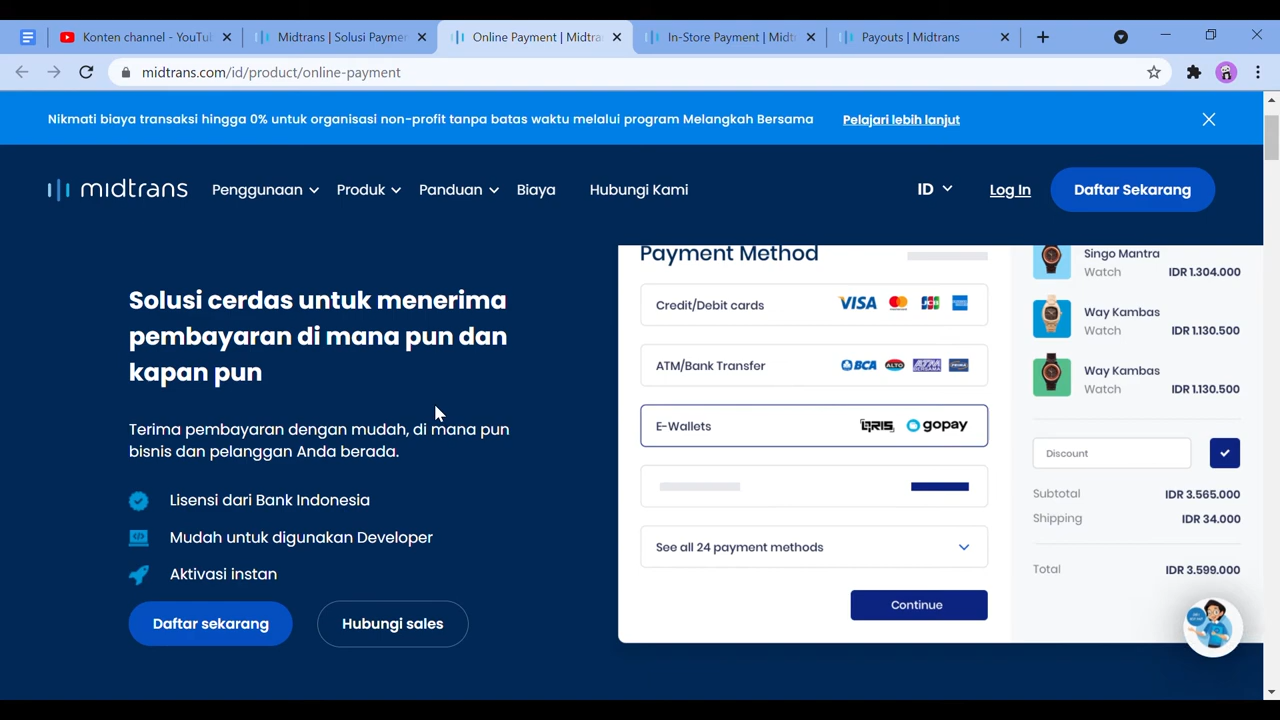 Konten channel - YouTu
Midtrans | Solusi Paymen
Online Payment | Midtra
In-Store Payment | Midt
Payouts | Midtrans
midtrans.com/id/product/online-payment
Nikmati biaya transaksi hingga 0% untuk organisasi non-profit tanpa batas waktu melalui program Melangkah Bersama
Pelajari lebih lanjut
midtrans
Penggunaan
Produk
Panduan
Biaya
Hubungi Kami
ID
Log In
Daftar Sekarang
Solusi cerdas untuk menerima
pembayaran di mana pun dan
kapan pun
Terima pembayaran dengan mudah, di mana pun
bisnis dan pelanggan Anda berada.
Lisensi dari Bank Indonesia
Mudah untuk digunakan Developer
Aktivasi instan
Daftar sekarang
Hubungi sales
Payment Method
Credit/Debit cards
VISA
ATM/Bank Transfer
BCA
ALTO
E-Wallets
QRIS
gopay
See all 24 payment methods
Continue
Singo Mantra
Watch IDR 1.304.000
Way Kambas
Watch IDR 1.130.500
Way Kambas
Watch IDR 1.130.500
Discount
Subtotal IDR 3.565.000
Shipping IDR 34.000
Total IDR 3.599.000